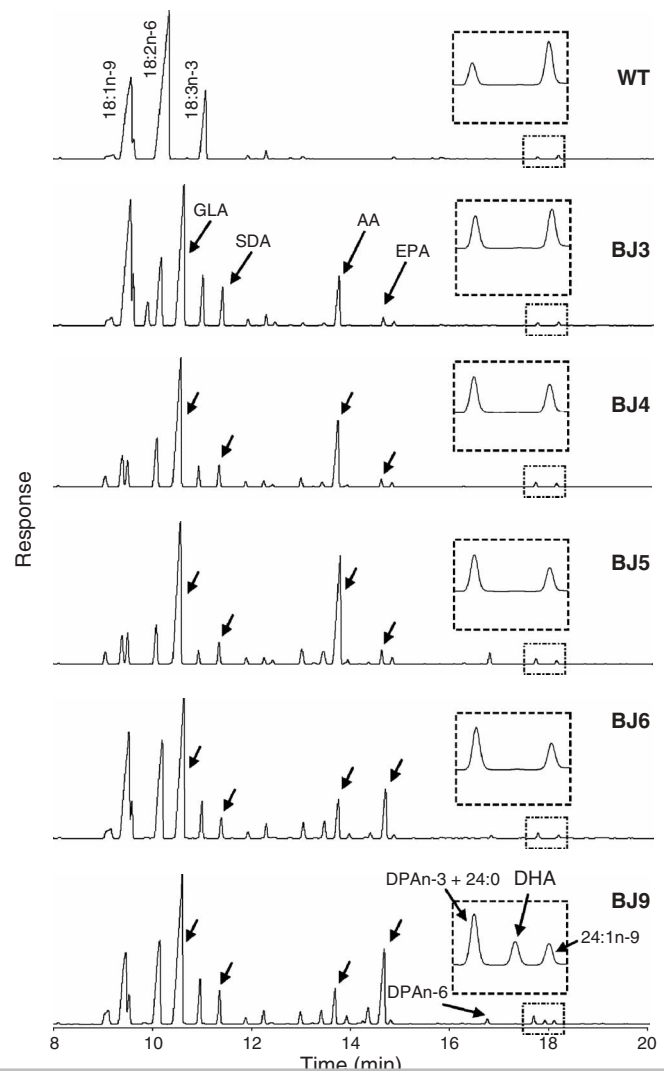 18:1n-9
18:2n-6
18:3n-3
WT
GLA
SDA
AA
EPA
BJ3
BJ4
Response
BJ5
BJ6
BJ9
DPAn-3 + 24:0
DHA
24:1n-9
DPAn-6
8 10 12 14 16 18 20
Time (min)